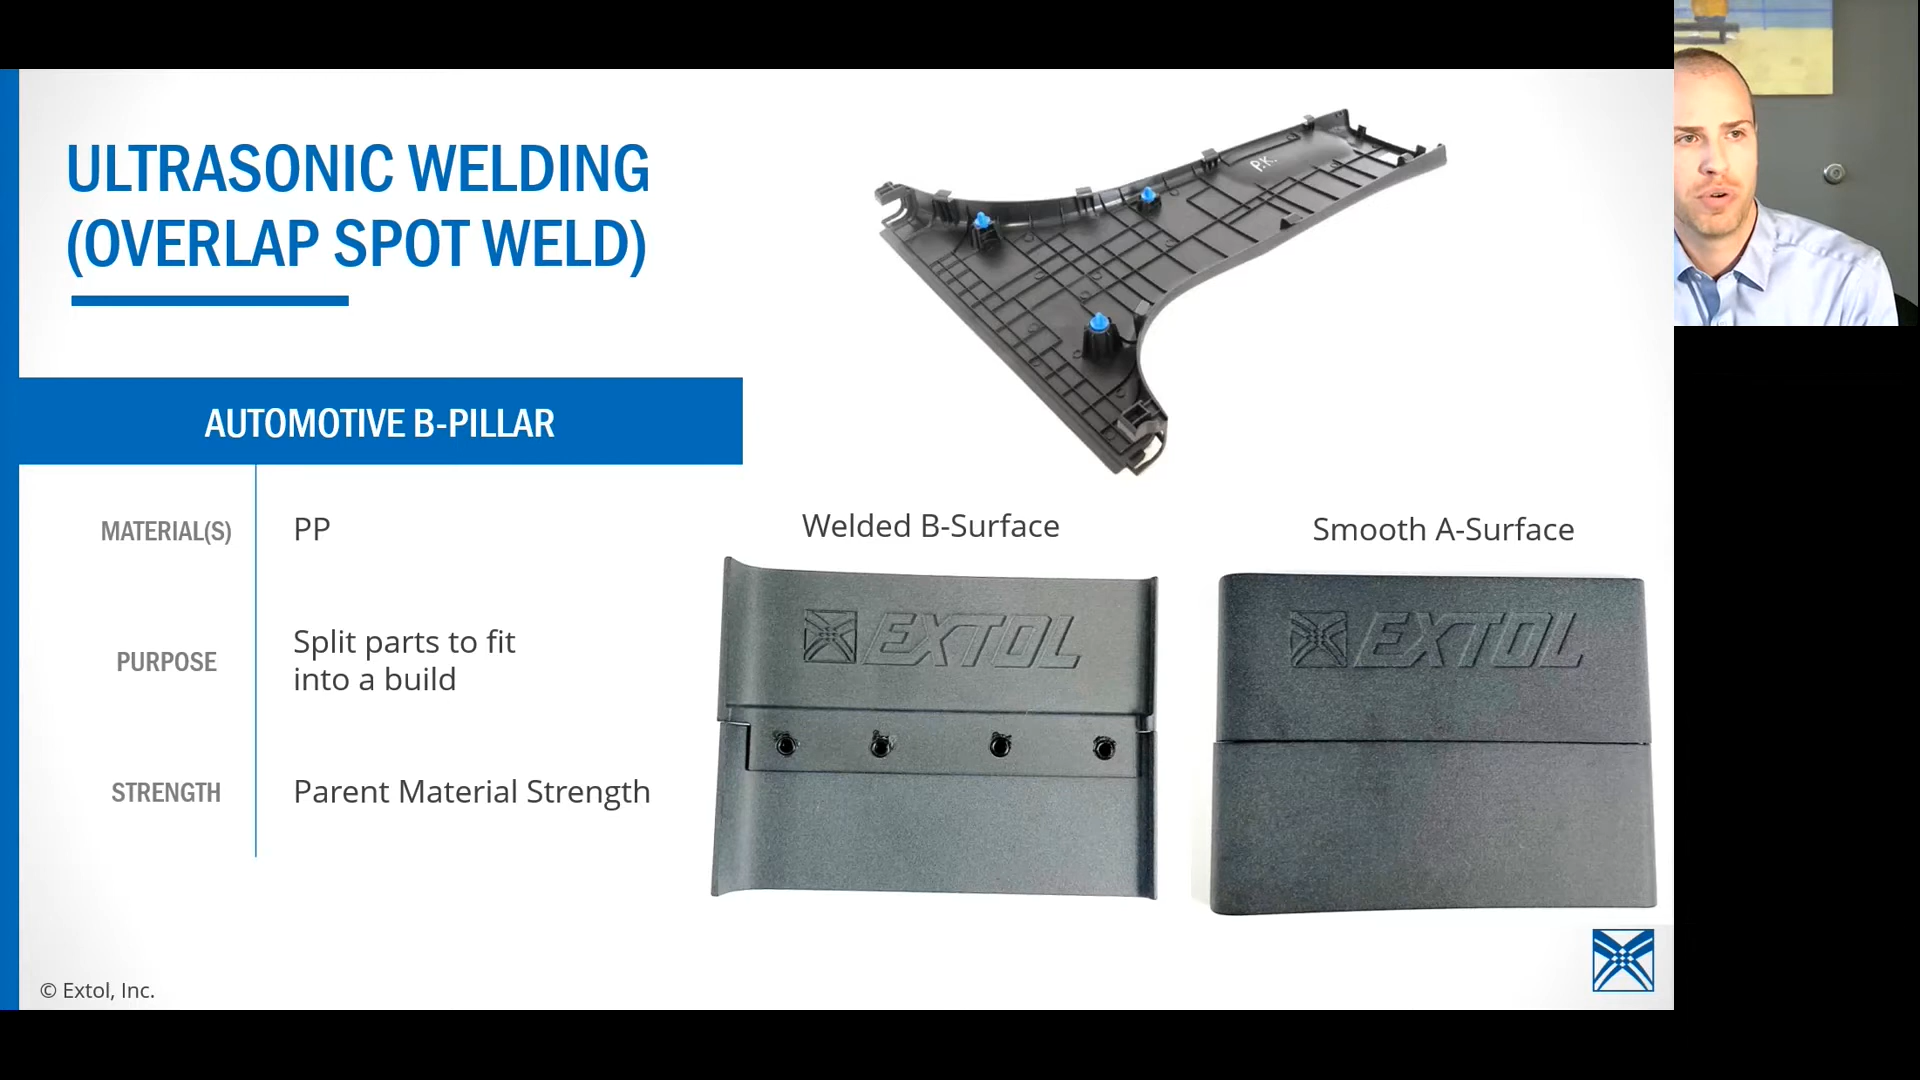 ULTRASONIC WELDING
(OVERLAP SPOT WELD)
P.K.
AUTOMOTIVE B-PILLAR
MATERIAL(S) PP
PURPOSE Split parts to fit
into a build
STRENGTH Parent Material Strength
Welded B-Surface
EXTOL
Smooth A-Surface
EXTOL
© Extol, Inc.